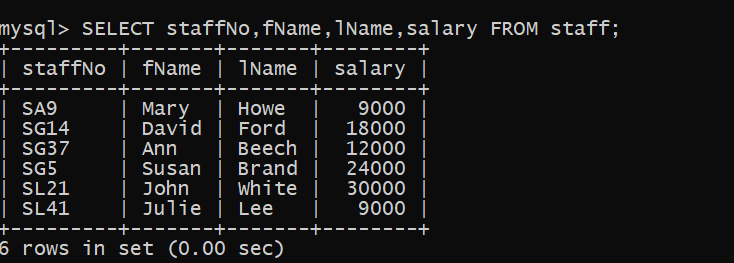 mysql> SELECT staffNo,fName,lName,salary FROM staff;
+---------+-------+-------+--------+
| staffNo | fName | lName | salary |
+---------+-------+-------+--------+
| SA9     | Mary  | Howe  |   9000 |
| SG14    | David | Ford  |  18000 |
| SG37    | Ann   | Beech |  12000 |
| SG5     | Susan | Brand |  24000 |
| SL21    | John  | White |  30000 |
| SL41    | Julie | Lee   |   9000 |
+---------+-------+-------+--------+
6 rows in set (0.00 sec)